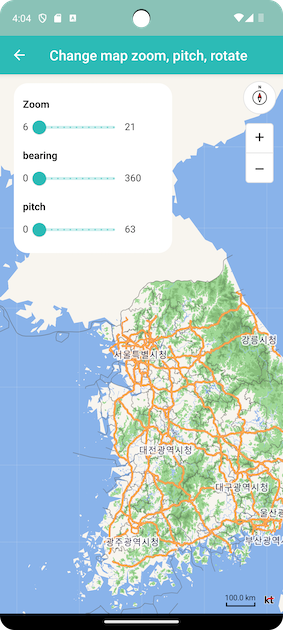 4:04
Change map zoom, pitch, rotate
Zoom
6 21
bearing
0 360
pitch
0 63
N
+
−
강릉시청
서울특별시청
대전광역시청
대구광역시청
울산광
광주광역시청
부산광역시
100.0 km
kt